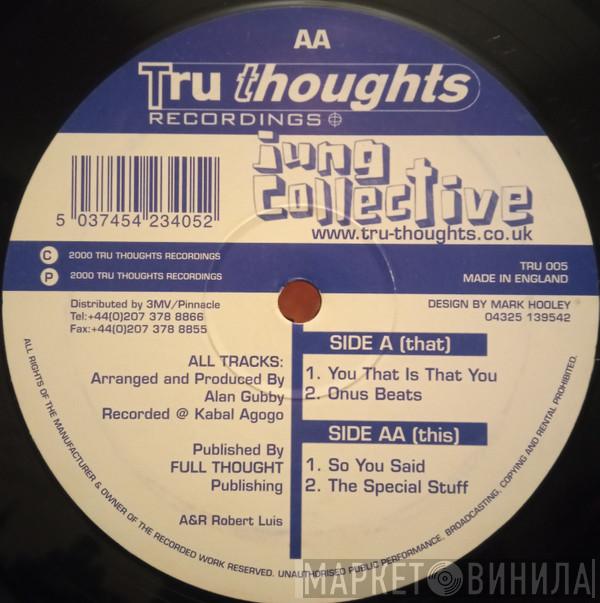 AA
Tru thoughts
RECORDINGS
jung
collective
www.tru-thoughts.co.uk
5 037454 234052
C 2000 TRU THOUGHTS RECORDINGS
P 2000 TRU THOUGHTS RECORDINGS
TRU 005
MADE IN ENGLAND
Distributed by 3MV/Pinnacle
Tel:+44(0)207 378 8866
Fax:+44(0)207 378 8855
DESIGN BY MARK HOOLEY
04325 139542
ALL TRACKS:
Arranged and Produced By
Alan Gubby
Recorded @ Kabal Agogo
Published By
FULL THOUGHT
Publishing
A&R Robert Luis
SIDE A (that)
1. You That Is That You
2. Onus Beats
SIDE AA (this)
1. So You Said
2. The Special Stuff
ALL RIGHTS OF THE MANUFACTURER & OWNER OF THE RECORDED WORK RESERVED. UNAUTHORISED PUBLIC PERFORMANCE, BROADCASTING, COPYING AND RENTAL PROHIBITED.
МАРКЕТ ВИНИЛА